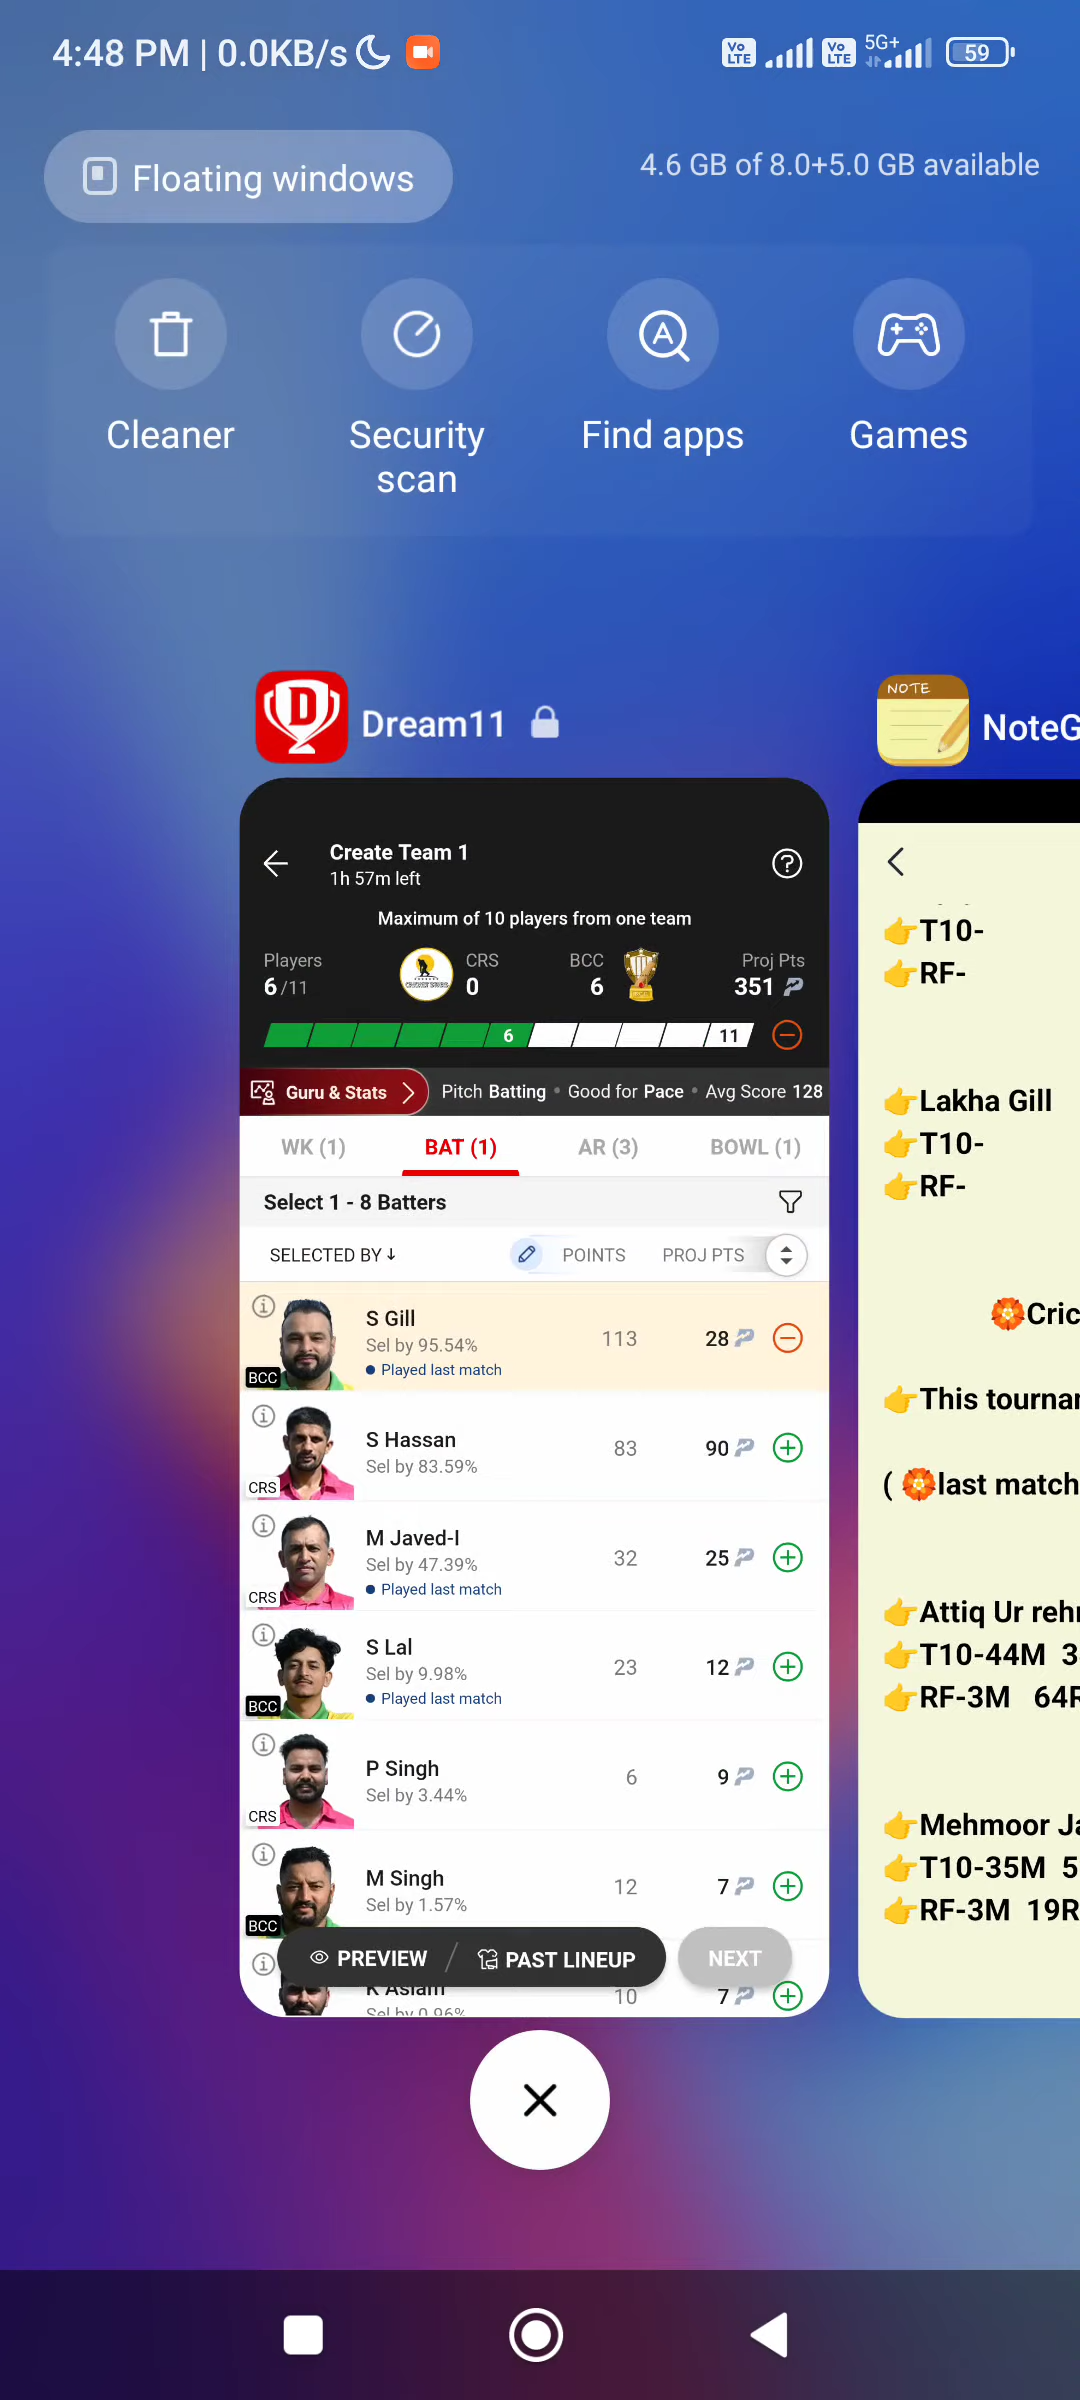 4:48 PM | 0.0KB/s
Vo LTE Vo LTE 5G+ 59
Floating windows
4.6 GB of 8.0+5.0 GB available
Cleaner
Security scan
Find apps
Games
Dream11
NOTE
NoteG
Create Team 1
1h 57m left
Maximum of 10 players from one team
Players CRS BCC Proj Pts
6/11 0 6 351
6 11
Guru & Stats Pitch Batting • Good for Pace • Avg Score 128
WK (1) BAT (1) AR (3) BOWL (1)
Select 1 - 8 Batters
SELECTED BY ↓ POINTS PROJ PTS
S Gill
Sel by 95.54%
113 28
Played last match
BCC
S Hassan
Sel by 83.59%
83 90
CRS
M Javed-I
Sel by 47.39%
32 25
Played last match
CRS
S Lal
Sel by 9.98%
23 12
Played last match
BCC
P Singh
Sel by 3.44%
6 9
CRS
M Singh
Sel by 1.57%
12 7
BCC
PREVIEW / PAST LINEUP NEXT
K Aslam
10 7
Sel by 0.96%
👉T10-
👉RF-
👉Lakha Gill
👉T10-
👉RF-
🏵️Cric
👉This tournar
( 🏵️last match
👉Attiq Ur rehr
👉T10-44M 3
👉RF-3M 64R
👉Mehmoor Ja
👉T10-35M 5
👉RF-3M 19R